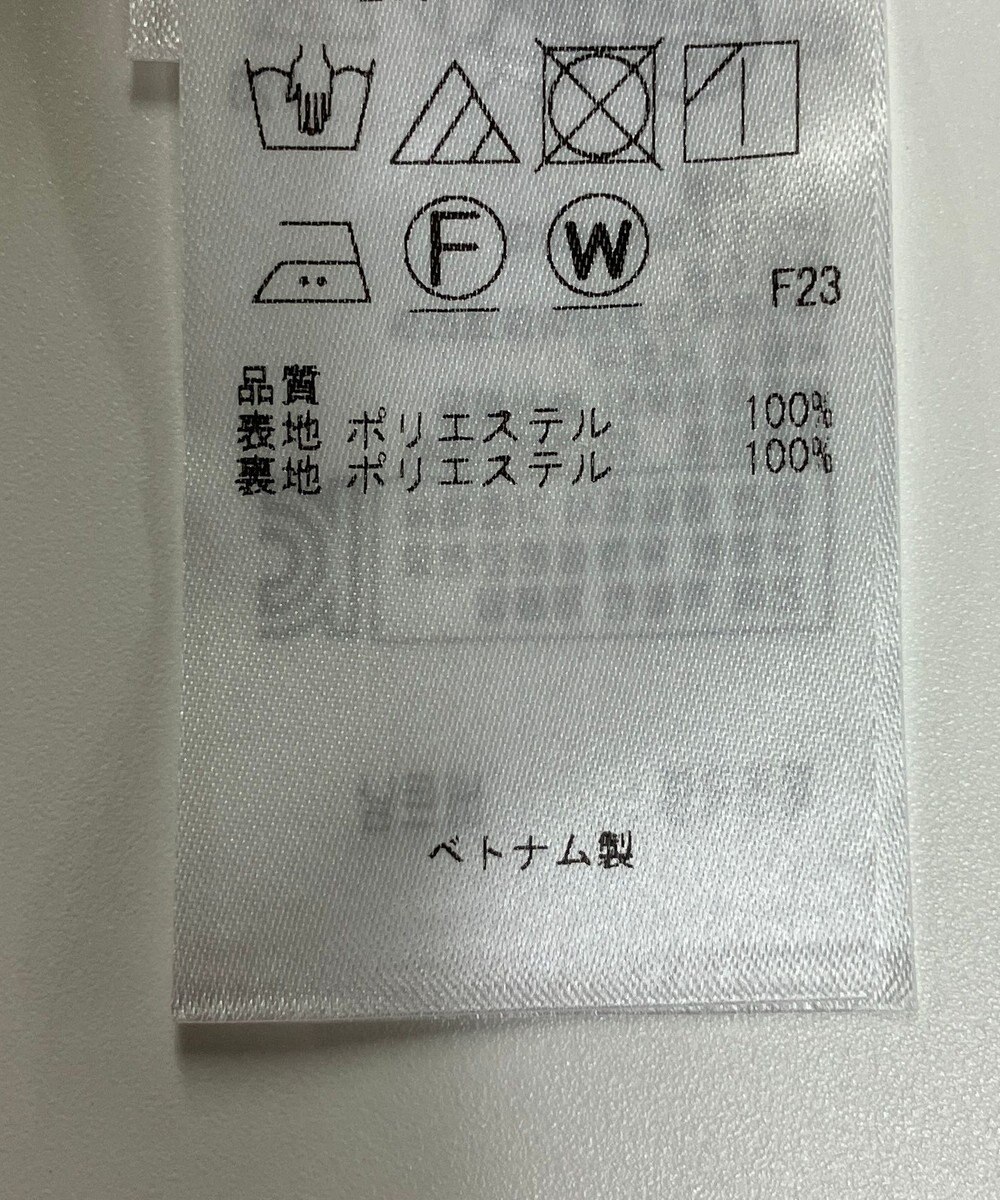 F W
F23
品質
表地 ポリエステル 100%
裏地 ポリエステル 100%
ベトナム製